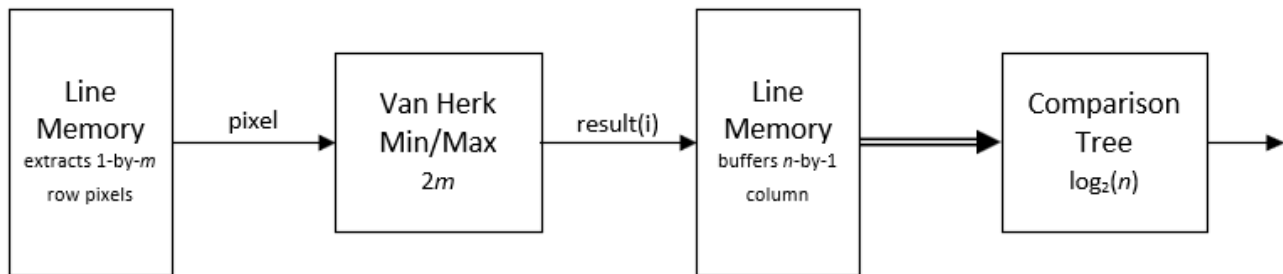 Line
Memory
extracts 1-by-m
row pixels
pixel
Van Herk
Min/Max
2m
result(i)
Line
Memory
buffers n-by-1
column
Comparison
Tree
log₂(n)